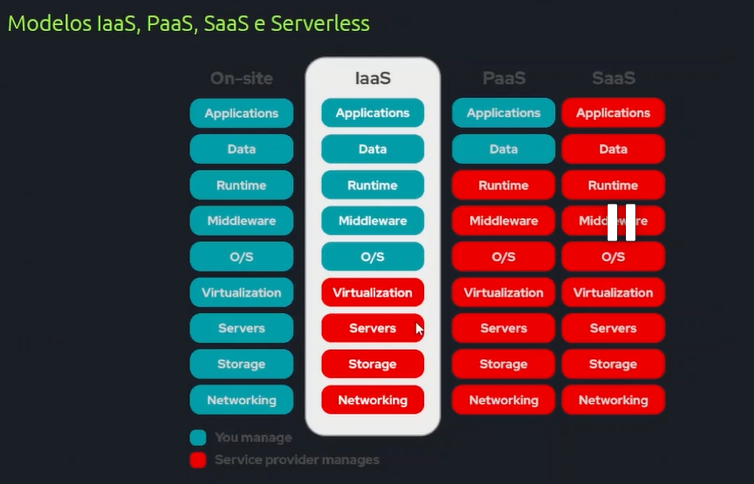 Modelos IaaS, PaaS, SaaS e Serverless
On-site IaaS PaaS SaaS
Applications Applications Applications Applications
Data Data Data Data
Runtime Runtime Runtime Runtime
Middleware Middleware Middleware Middleware
O/S O/S O/S O/S
Virtualization Virtualization Virtualization Virtualization
Servers Servers Servers Servers
Storage Storage Storage Storage
Networking Networking Networking Networking
You manage
Service provider manages